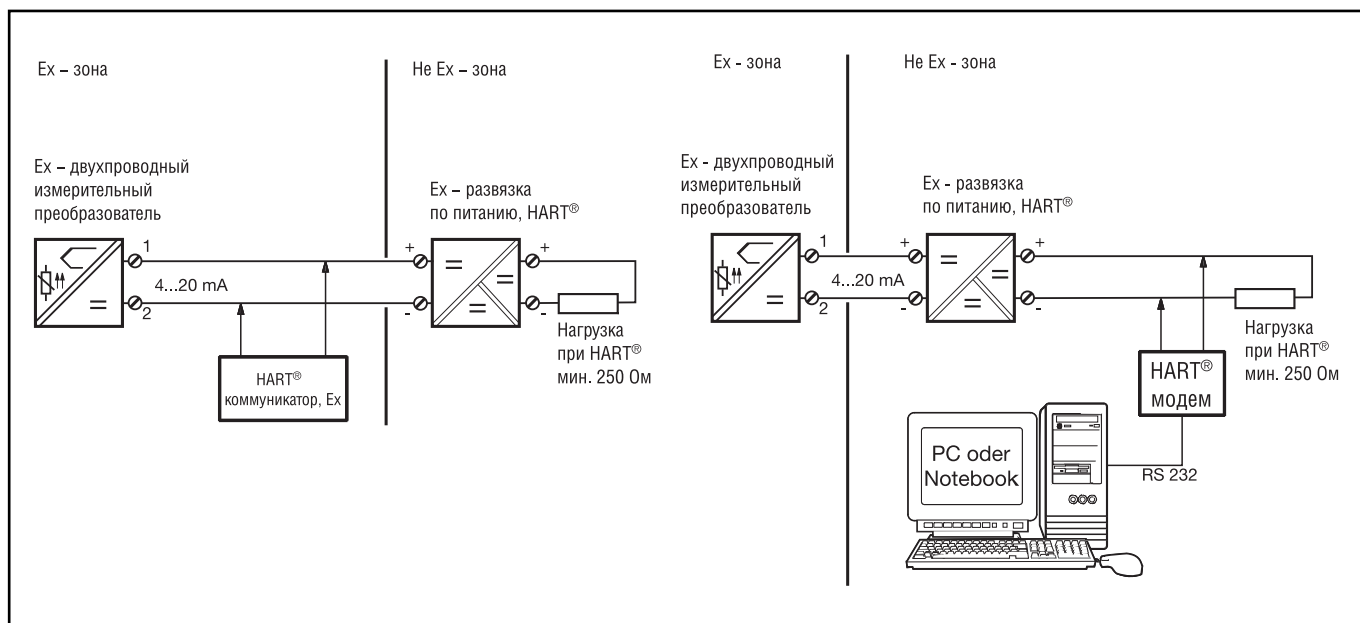 Ex – зона
Не Ex – зона
Ex – двухпроводный
измерительный
преобразователь
Ex – развязка
по питанию, HART®
1
2
4...20 mA
+
-
+
-
Нагрузка
при HART®
мин. 250 Ом
HART®
коммуникатор, Ex
Ex - зона
Не Ex - зона
Ex - двухпроводный
измерительный
преобразователь
Ex - развязка
по питанию, HART®
1
2
4...20 mA
+
-
+
-
Нагрузка
при HART®
мин. 250 Ом
HART®
модем
RS 232
PC oder
Notebook